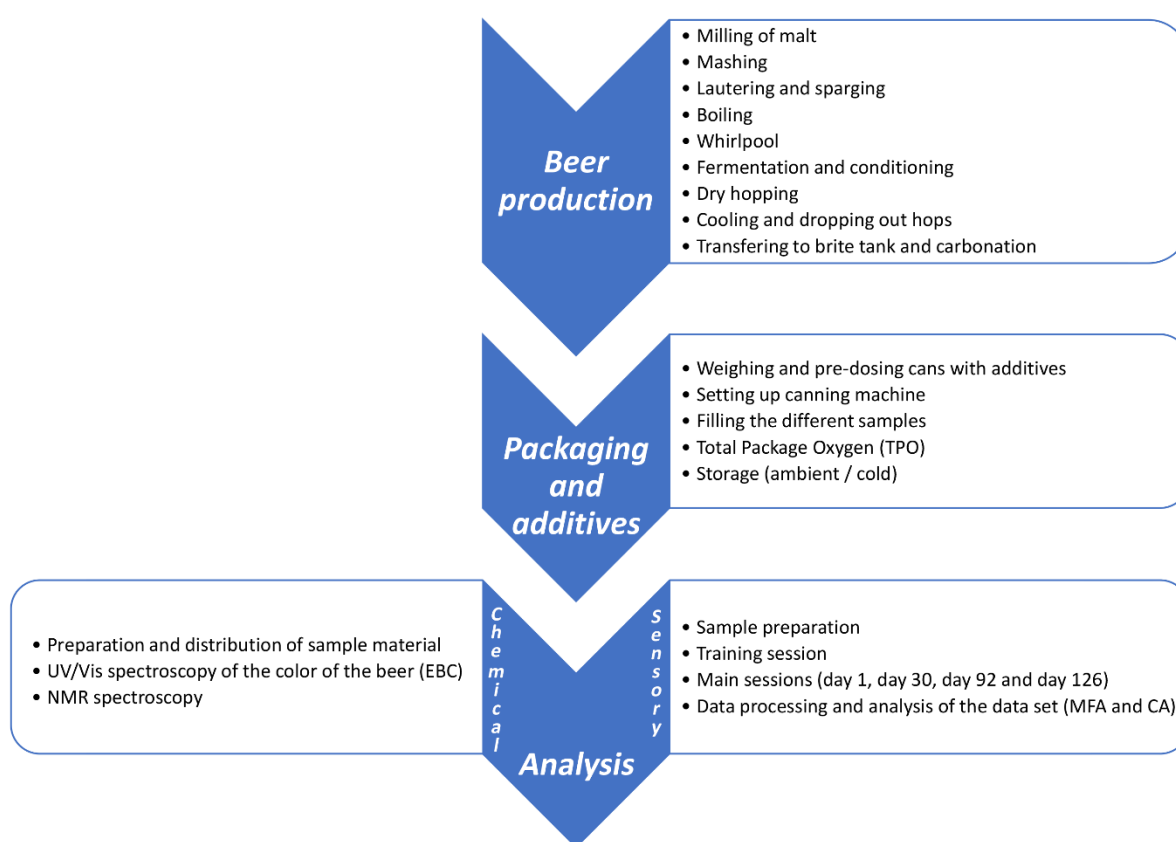 Beer
production
• Milling of malt
• Mashing
• Lautering and sparging
• Boiling
• Whirlpool
• Fermentation and conditioning
• Dry hopping
• Cooling and dropping out hops
• Transfering to brite tank and carbonation
Packaging
and
additives
• Weighing and pre-dosing cans with additives
• Setting up canning machine
• Filling the different samples
• Total Package Oxygen (TPO)
• Storage (ambient / cold)
Analysis
Chemical
• Preparation and distribution of sample material
• UV/Vis spectroscopy of the color of the beer (EBC)
• NMR spectroscopy
Sensory
• Sample preparation
• Training session
• Main sessions (day 1, day 30, day 92 and day 126)
• Data processing and analysis of the data set (MFA and CA)